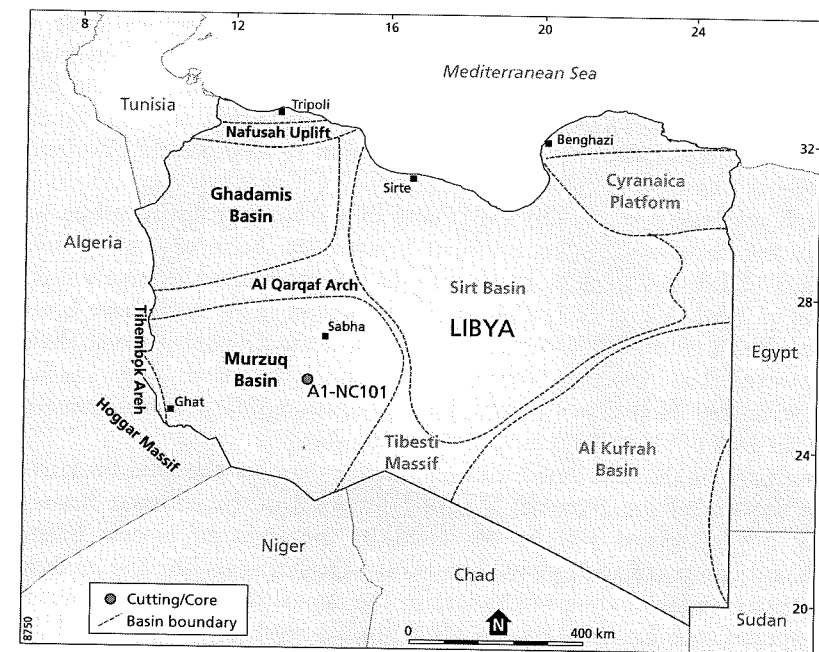 8
12
16
20
24
Mediterranean Sea
Tunisia
Tripoli
Nafusah Uplift
Benghazi
32
Ghadamis
Basin
Sirte
Cyranaica
Platform
Algeria
Al Qarqaf Arch
Sirt Basin
28
Tihembok Areh
Sabha
LIBYA
Murzuq
Basin
Egypt
A1-NC101
Ghat
Hoggar Massif
Tibesti
Massif
Al Kufrah
Basin
24
Niger
Chad
Cutting/Core
Basin boundary
N
0
400 km
Sudan
20
8750